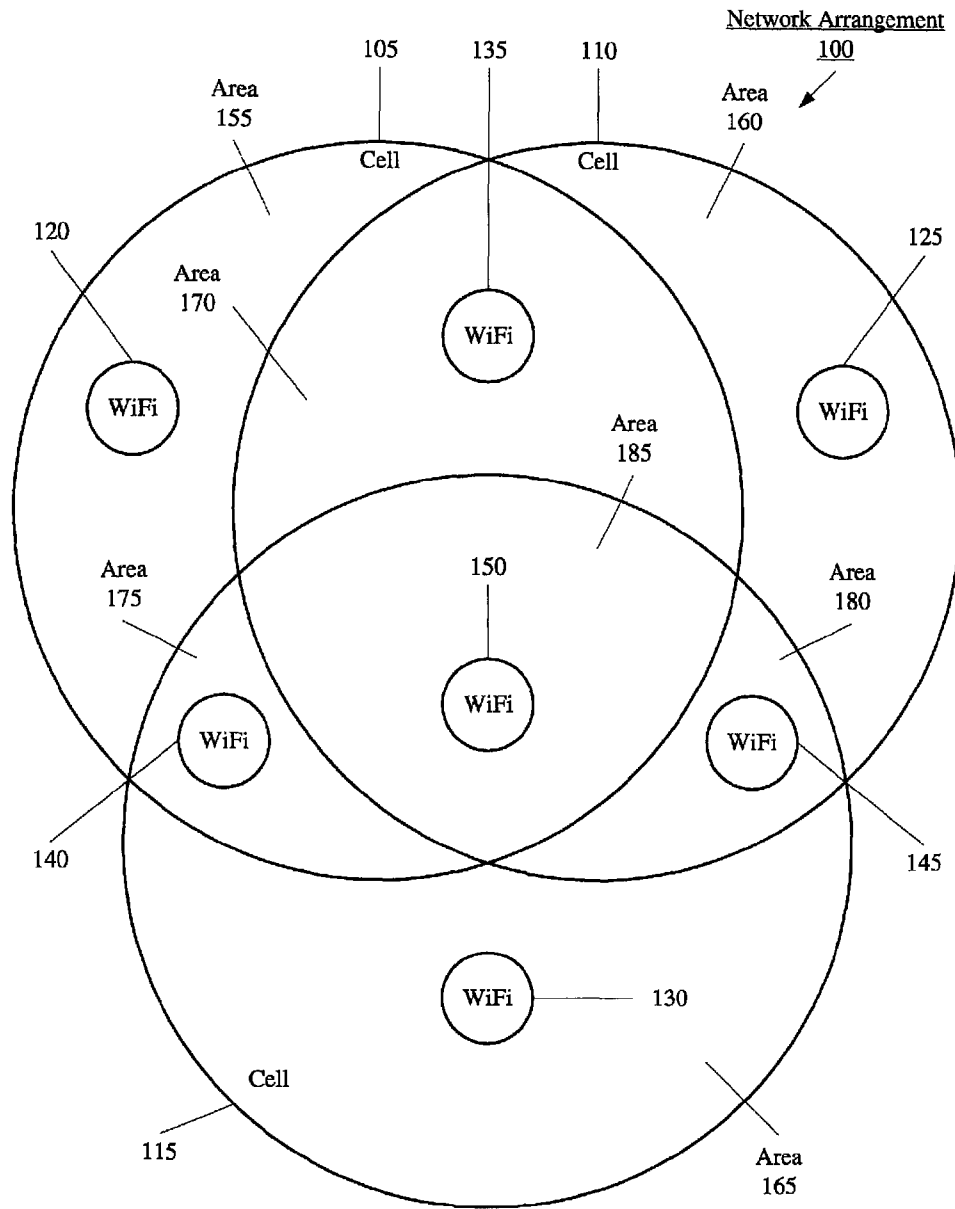 Network Arrangement
100
105
135
110
Area
155
Area
160
Cell
Cell
120
125
Area
170
WiFi
WiFi
WiFi
Area
185
Area
175
150
Area
180
WiFi
WiFi
WiFi
140
145
WiFi
130
Cell
115
Area
165